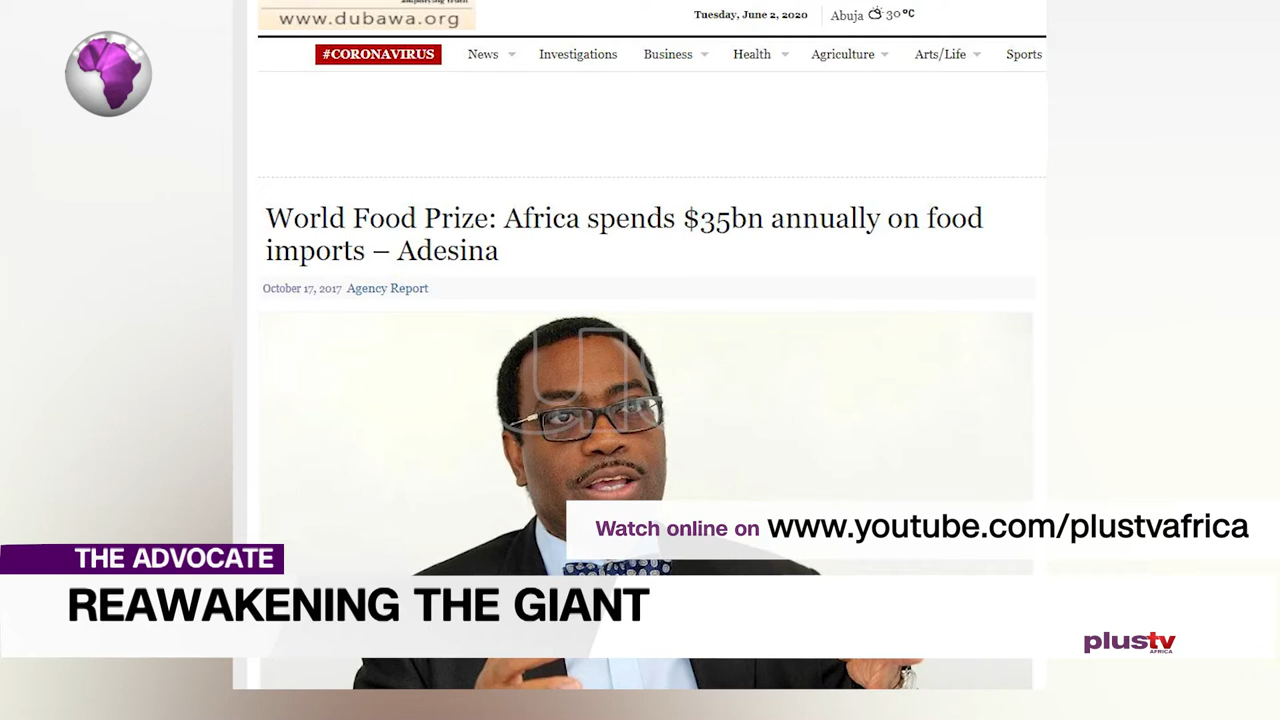 www.dubawa.org
Tuesday, June 2, 2020
Abuja 30 °C
#CORONAVIRUS News Investigations Business Health Agriculture Arts/Life Sports
World Food Prize: Africa spends $35bn annually on food
imports – Adesina
October 17, 2017 Agency Report
Watch online on www.youtube.com/plustvafrica
THE ADVOCATE
REAWAKENING THE GIANT
plustv
AFRICA